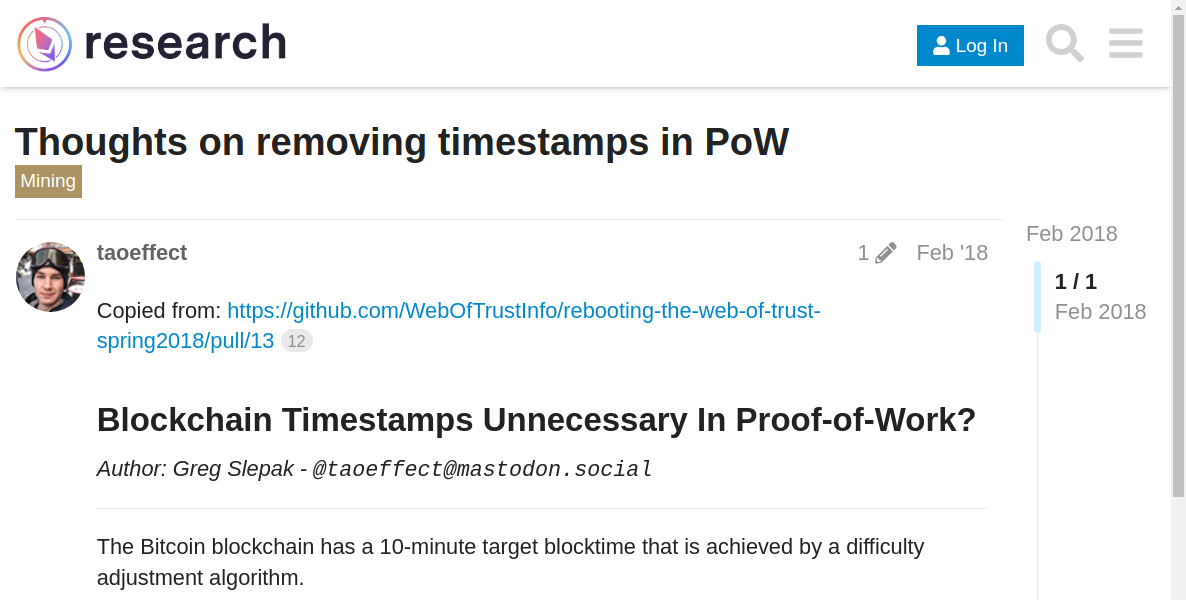 research
Log In
Thoughts on removing timestamps in PoW
Mining
taoeffect
1
Feb '18
Feb 2018
1 / 1
Feb 2018
Copied from: https://github.com/WebOfTrustInfo/rebooting-the-web-of-trust-
spring2018/pull/13 12
Blockchain Timestamps Unnecessary In Proof-of-Work?
Author: Greg Slepak - @taoeffect@mastodon.social
The Bitcoin blockchain has a 10-minute target blocktime that is achieved by a difficulty
adjustment algorithm.